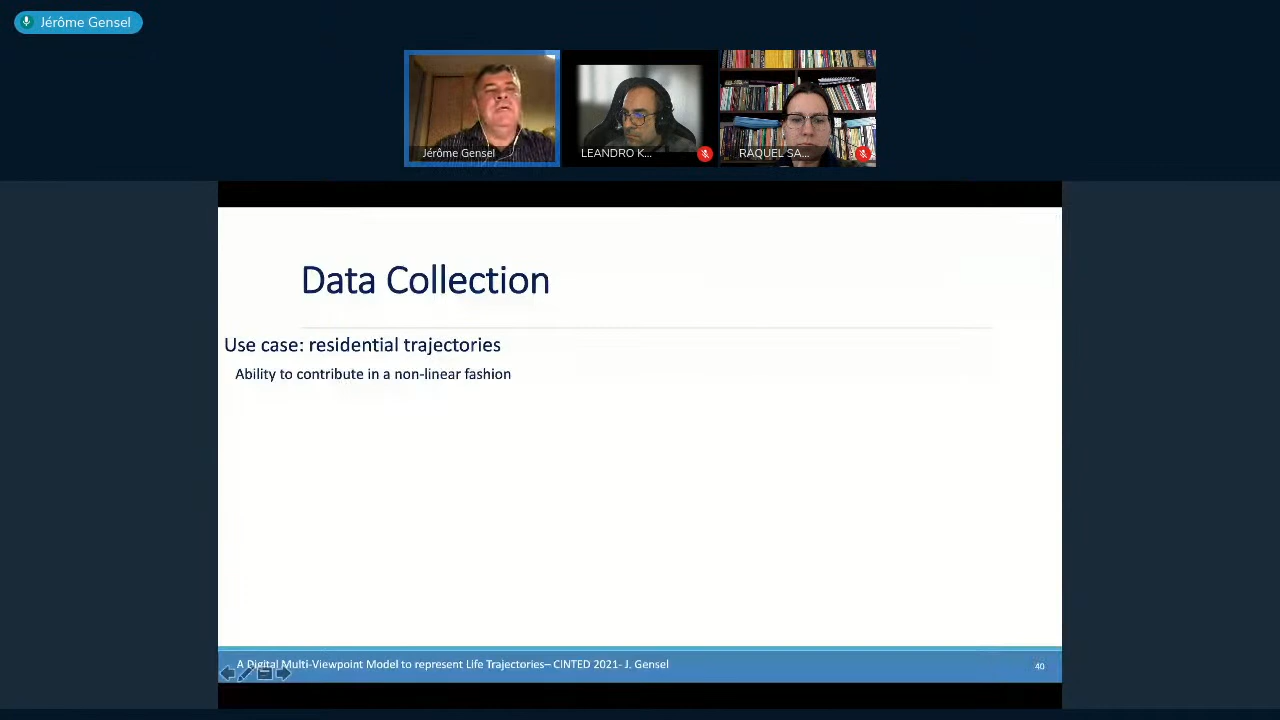 Jérôme Gensel
Jérôme Gensel
LEANDRO K...
RAQUEL SA...
Data Collection
Use case: residential trajectories
Ability to contribute in a non-linear fashion
A Digital Multi-Viewpoint Model to represent Life Trajectories– CINTED 2021- J. Gensel
40